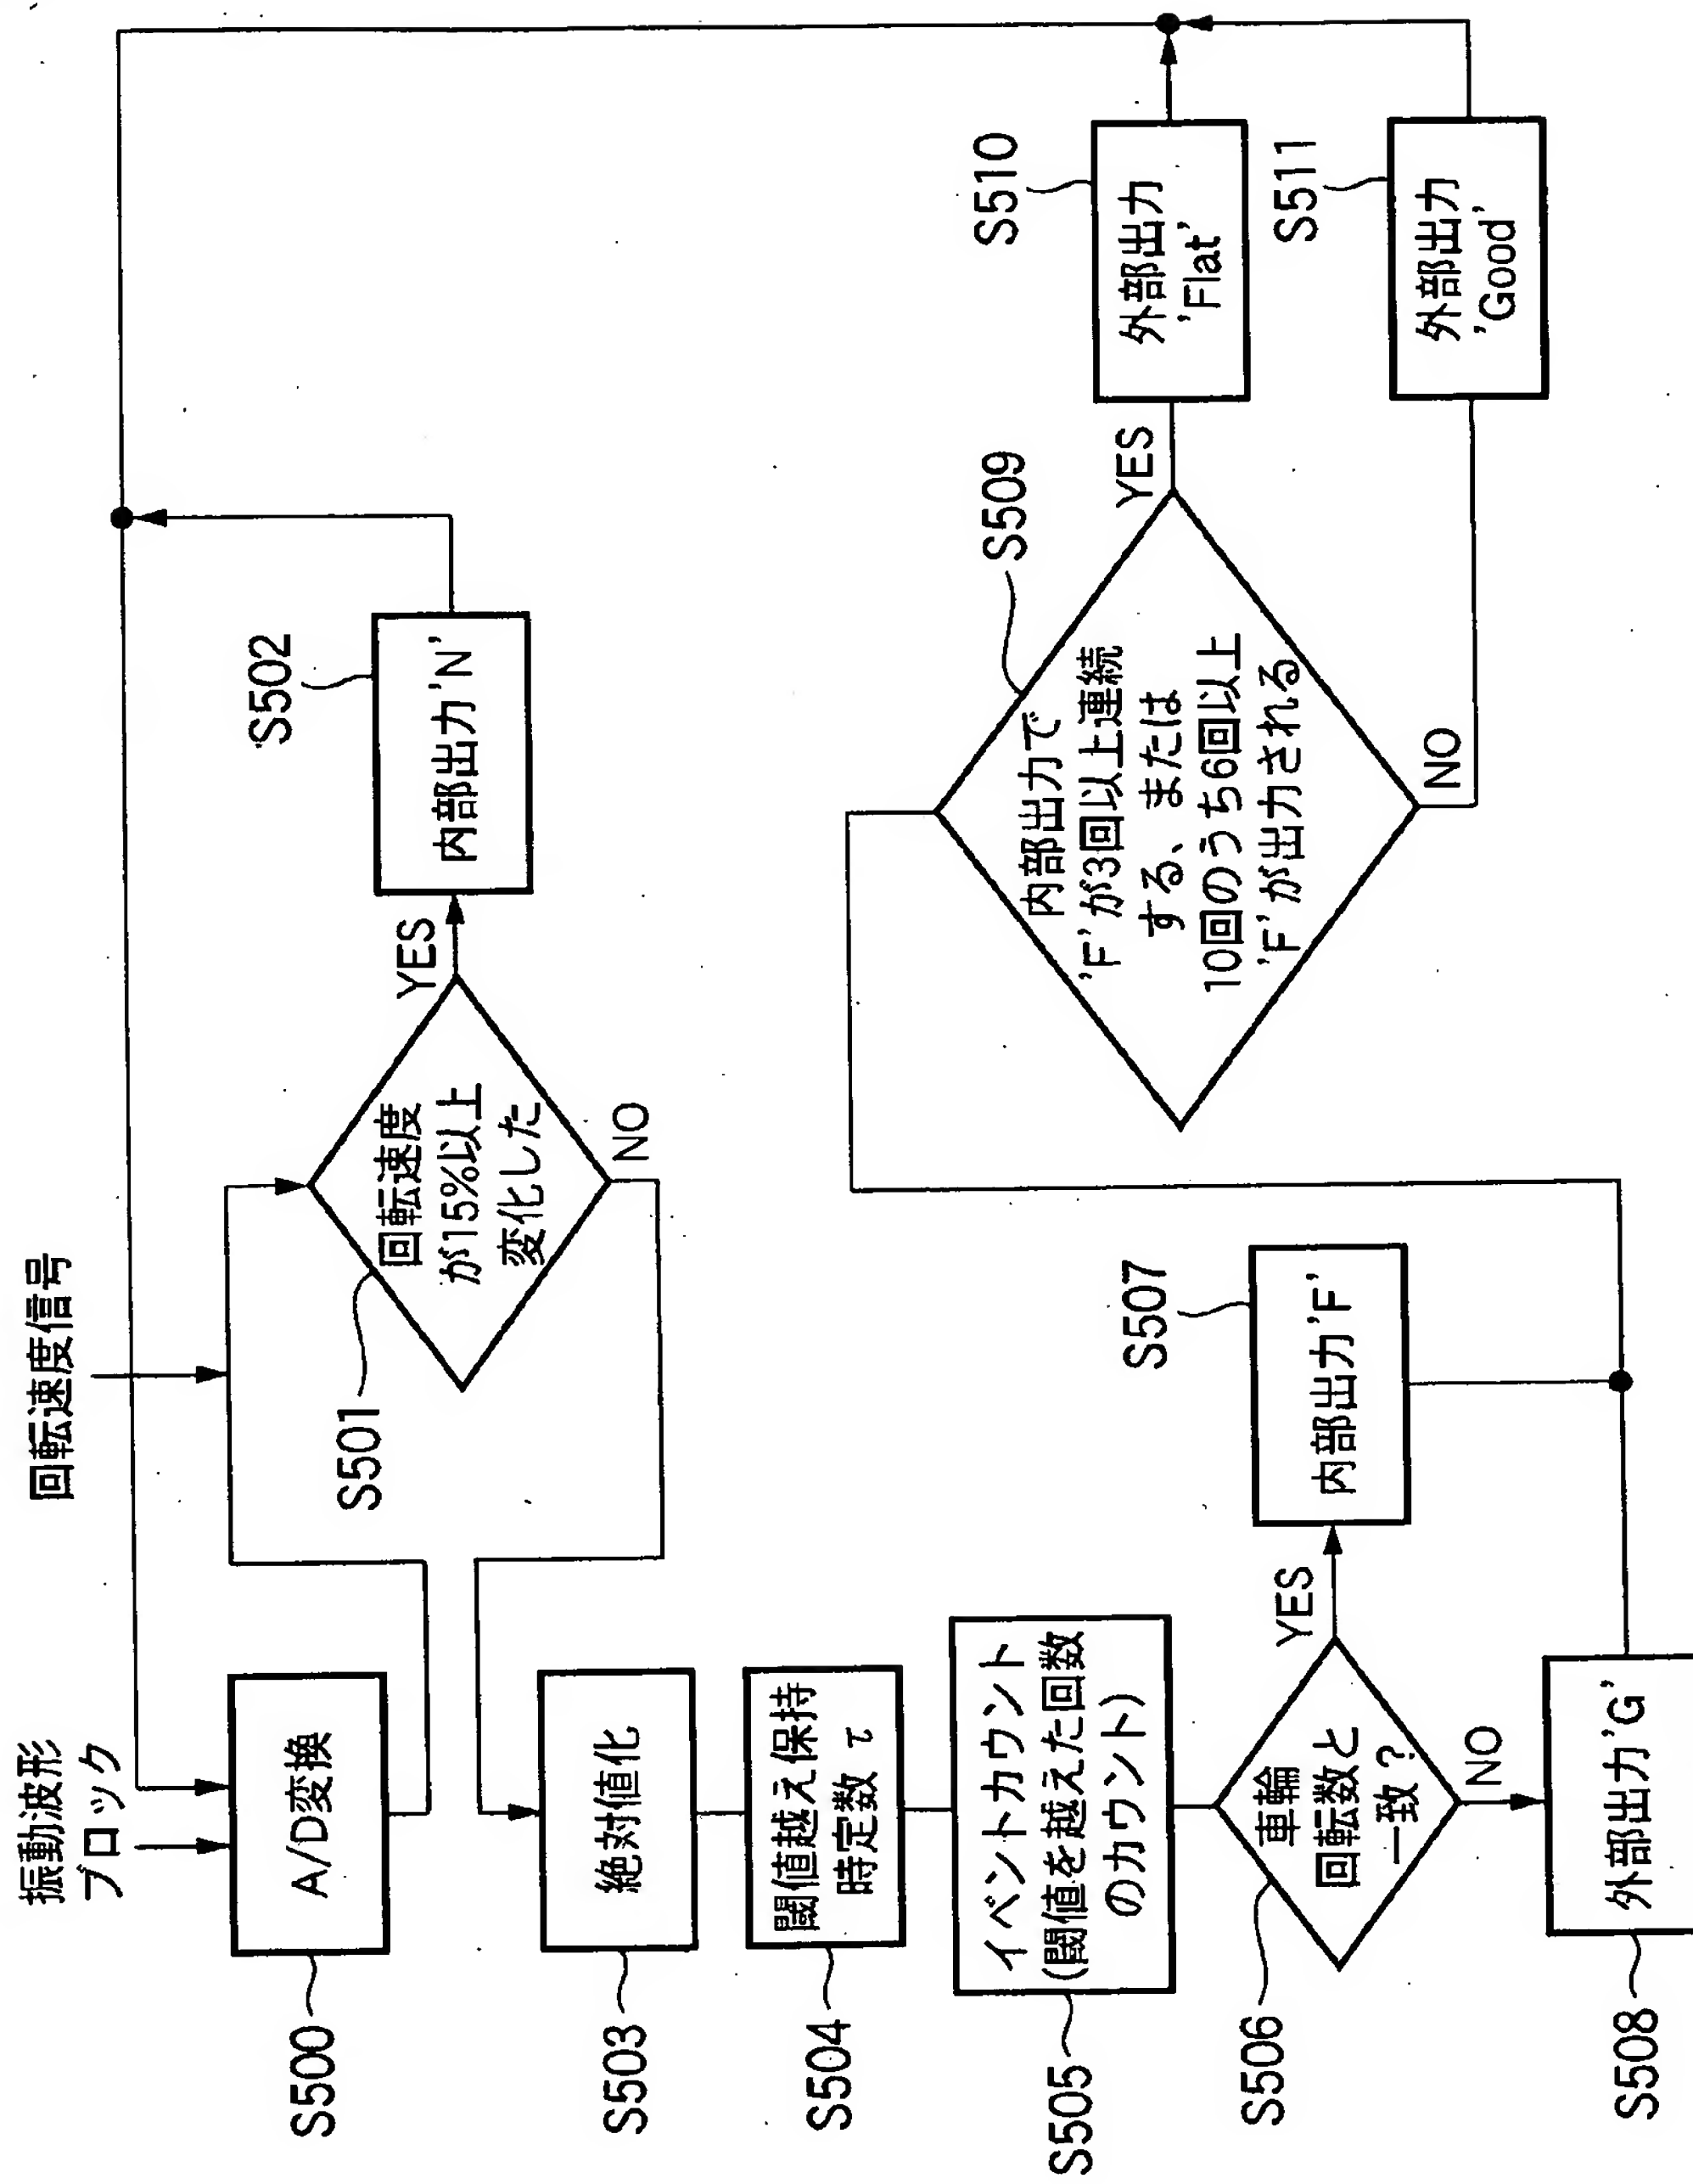 振動波形
ブロック
回転速度信号
S500
A/D変換
S501
回転速度
が15%以上
変化した
YES
NO
S502
内部出力'N'
S503
絶対値化
S504
閾値越え保持
時定数 τ
S505
イベントカウント
(閾値を越えた回数
のカウント)
S506
車輪
回転数と
一致?
YES
NO
S507
内部出力'F'
S508
外部出力'G'
S509
内部出力で
'F'が3回以上連続
する、または
10回のうち6回以上
'F'が出力される
YES
NO
S510
外部出力
'Flat'
S511
外部出力
'Good'